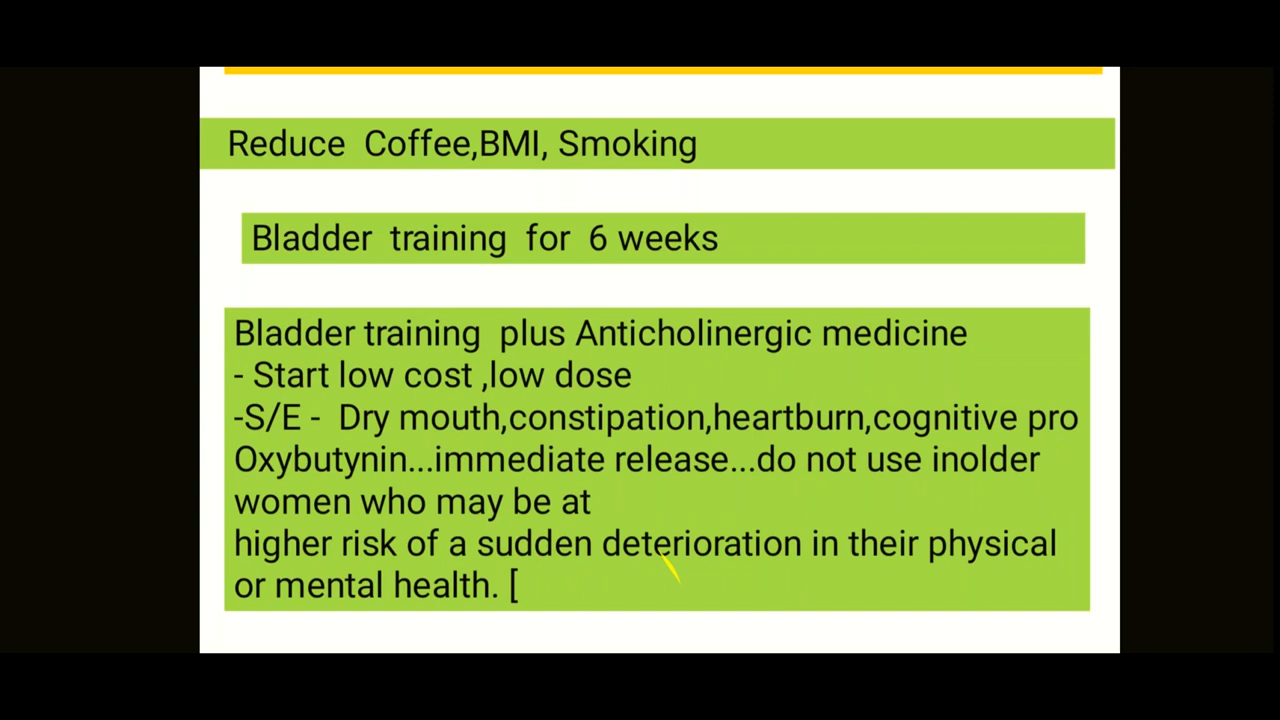 Reduce Coffee,BMI, Smoking
Bladder training for 6 weeks
Bladder training plus Anticholinergic medicine
- Start low cost ,low dose
-S/E - Dry mouth,constipation,heartburn,cognitive pro
Oxybutynin...immediate release...do not use inolder
women who may be at
higher risk of a sudden deterioration in their physical
or mental health. [